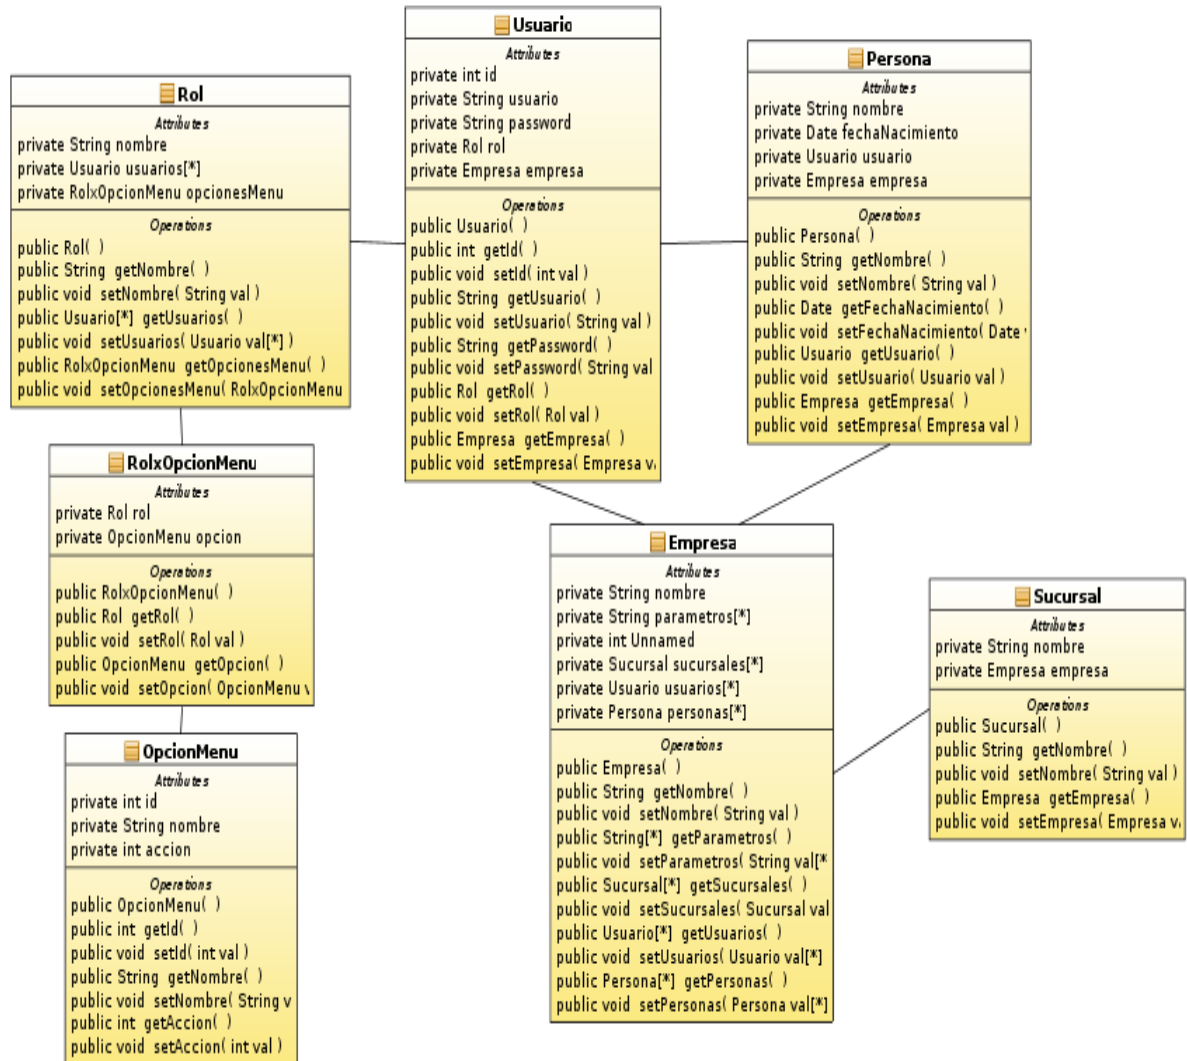 Rol
Attributes
private String nombre
private Usuario usuarios[*]
private RolxOpcionMenu opcionesMenu
Operations
public Rol( )
public String getNombre( )
public void setNombre( String val )
public Usuario[*] getUsuarios( )
public void setUsuarios( Usuario val[*] )
public RolxOpcionMenu getOpcionesMenu( )
public void setOpcionesMenu( RolxOpcionMenu
Usuario
Attributes
private int id
private String usuario
private String password
private Rol rol
private Empresa empresa
Operations
public Usuario( )
public int getId( )
public void setId( int val )
public String getUsuario( )
public void setUsuario( String val )
public String getPassword( )
public void setPassword( String val
public Rol getRol( )
public void setRol( Rol val )
public Empresa getEmpresa( )
public void setEmpresa( Empresa
Persona
Attributes
private String nombre
private Date fechaNacimiento
private Usuario usuario
private Empresa empresa
Operations
public Persona( )
public String getNombre( )
public void setNombre( String val )
public Date getFechaNacimiento( )
public void setFechaNacimiento( Date
public Usuario getUsuario( )
public void setUsuario( Usuario val )
public Empresa getEmpresa( )
public void setEmpresa( Empresa val )
RolxOpcionMenu
Attributes
private Rol rol
private OpcionMenu opcion
Operations
public RolxOpcionMenu( )
public Rol getRol( )
public void setRol( Rol val )
public OpcionMenu getOpcion( )
public void setOpcion( OpcionMenu
OpcionMenu
Attributes
private int id
private String nombre
private int accion
Operations
public OpcionMenu( )
public int getId( )
public void setId( int val )
public String getNombre( )
public void setNombre( String v
public int getAccion( )
public void setAccion( int val )
Empresa
Attributes
private String nombre
private String parametros[*]
private int Unnamed
private Sucursal sucursales[*]
private Usuario usuarios[*]
private Persona personas[*]
Operations
public Empresa( )
public String getNombre( )
public void setNombre( String val )
public String[*] getParametros( )
public void setParametros( String val[*
public Sucursal[*] getSucursales( )
public void setSucursales( Sucursal val
public Usuario[*] getUsuarios( )
public void setUsuarios( Usuario val[*]
public Persona[*] getPersonas( )
public void setPersonas( Persona val[*]
Sucursal
Attributes
private String nombre
private Empresa empresa
Operations
public Sucursal( )
public String getNombre( )
public void setNombre( String val )
public Empresa getEmpresa( )
public void setEmpresa( Empresa